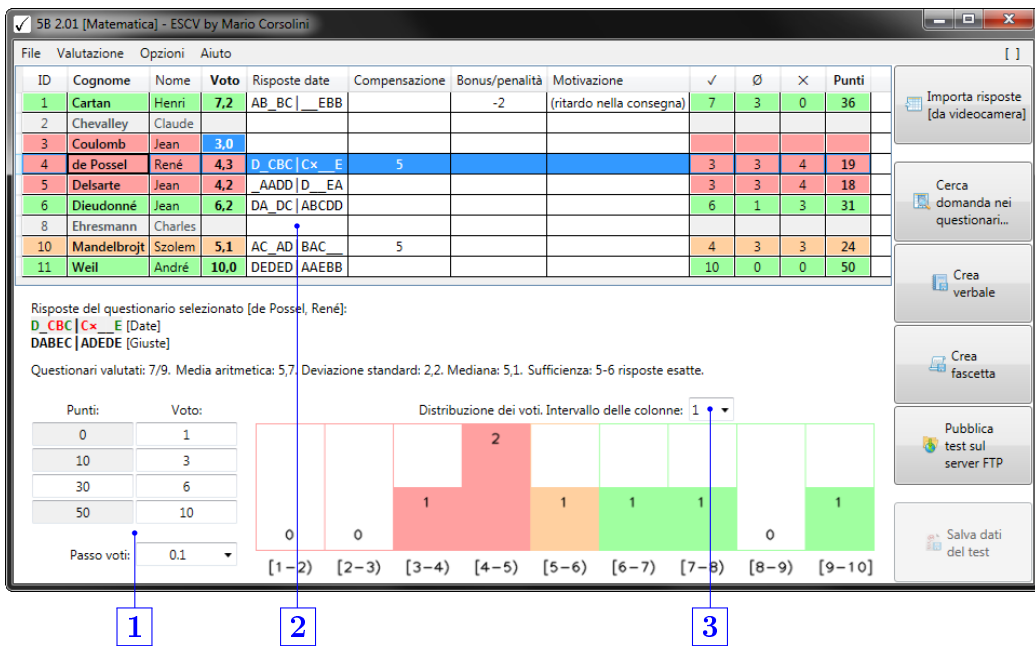 5B 2.01 [Matematica] - ESCV by Mario Corsolini
File Valutazione Opzioni Aiuto [ ]
ID Cognome Nome Voto Risposte date Compensazione Bonus/penalità Motivazione ✓ Ø × Punti
1 Cartan Henri 7,2 AB_BC|__EBB -2 (ritardo nella consegna) 7 3 0 36
2 Chevalley Claude
3 Coulomb Jean 3,0
4 de Possel René 4,3 D_CBC|C×__E 5 3 3 4 19
5 Delsarte Jean 4,2 _AADD|D__EA 3 3 4 18
6 Dieudonné Jean 6,2 DA_DC|ABCDD 6 1 3 31
8 Ehresmann Charles
10 Mandelbrojt Szolem 5,1 AC_AD|BAC__ 5 4 3 3 24
11 Weil André 10,0 DEDED|AAEBB 10 0 0 50
Importa risposte
[da videocamera]
Cerca
domanda nei
questionari...
Crea
verbale
Crea
fascetta
Pubblica
test sul
server FTP
Salva dati
del test
Risposte del questionario selezionato [de Possel, René]:
D_CBC|C×__E [Date]
DABEC|ADEDE [Giuste]
Questionari valutati: 7/9. Media aritmetica: 5,7. Deviazione standard: 2,2. Mediana: 5,1. Sufficienza: 5-6 risposte esatte.
Punti: Voto:
0 1
10 3
30 6
50 10
Passo voti: 0.1
Distribuzione dei voti. Intervallo delle colonne: 1
0 0 1 2 1 1 1 0 1
[1-2) [2-3) [3-4) [4-5) [5-6) [6-7) [7-8) [8-9) [9-10]
1 2 3